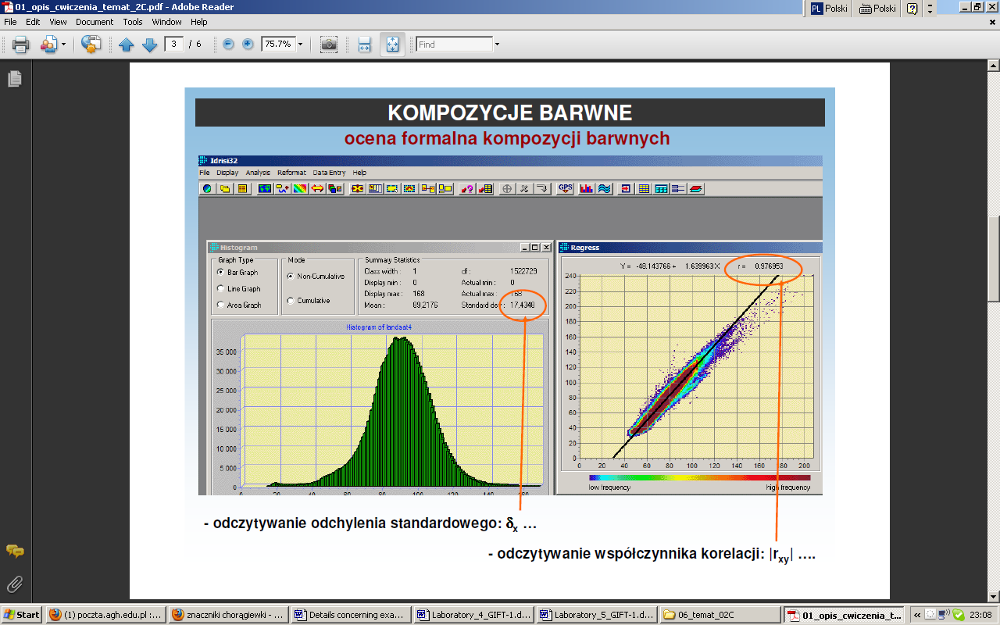 01_opis_cwiczenia_temat_2C.pdf - Adobe Reader
PL Polski Polski
File Edit View Document Tools Window Help
3 / 6 75.7% Find
KOMPOZYCJE BARWNE
ocena formalna kompozycji barwnych
Idrisi32
File Display Analysis Reformat Data Entry Help
GPS
Histogram
Graph Type
Bar Graph
Line Graph
Area Graph
Mode
Non-Cumulative
Cumulative
Summary Statistics
Class width : 1 df : 1522729
Display min : 0 Actual min : 0
Display max : 168 Actual max : 168
Mean : 89.2176 Standard dev : 17.4348
Histogram of landsat4
35 000
30 000
25 000
20 000
15 000
10 000
5 000
0
0 20 40 60 80 100 120 140 160
Regress
Y = -48.143766 + 1.639963 X r = 0.976953
240
220
200
180
160
140
120
100
80
60
40
20
0
0 20 40 60 80 100 120 140 160 180 200
low frequency high frequency
- odczytywanie odchylenia standardowego: δx ...
- odczytywanie współczynnika korelacji: |rxy| ....
Start (1) poczta.agh.edu.pl :... znaczniki chorągiewki - ... Details concerning exa... Laboratory_4_GIFT-1.d... Laboratory_5_GIFT-1.d... 06_temat_02C 01_opis_cwiczenia_t... « 23:08